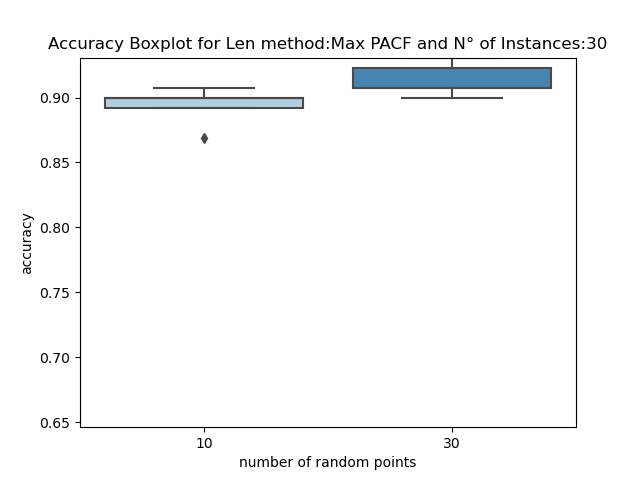 Accuracy Boxplot for Len method:Max PACF and N° of Instances:30
0.90
0.85
0.80
0.75
0.70
0.65
accuracy
10
30
number of random points